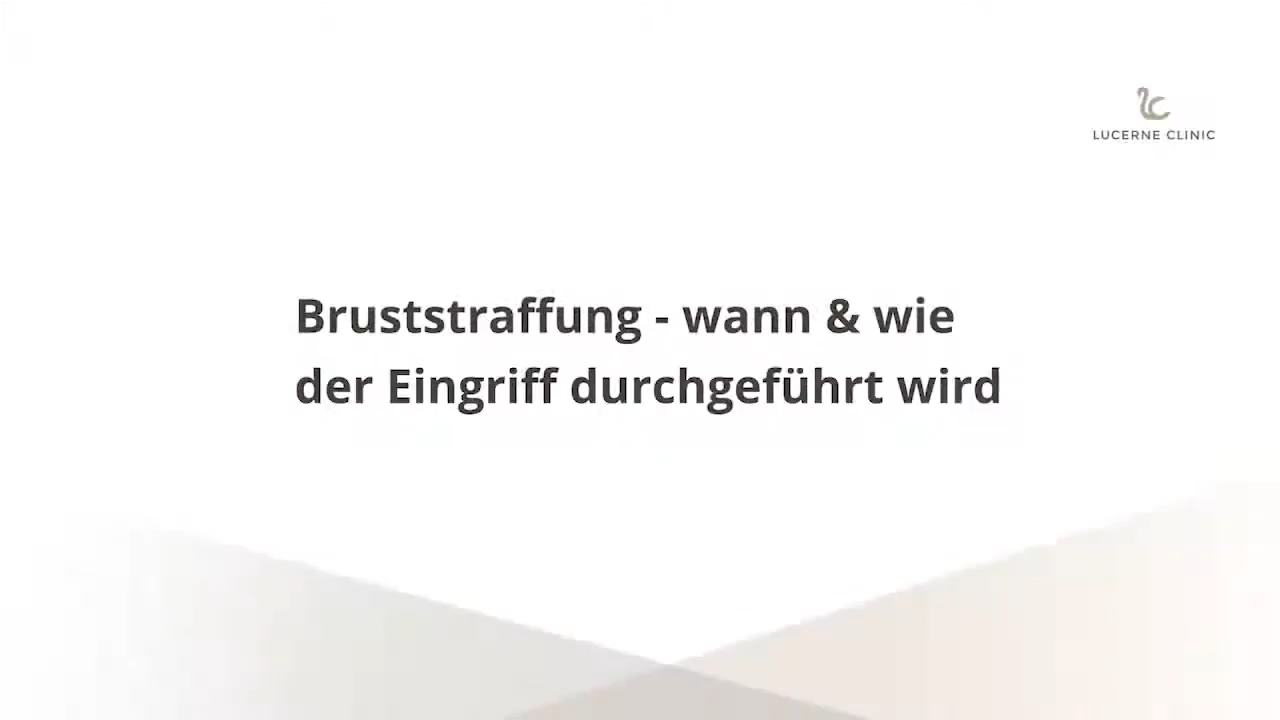 LUCERNE CLINIC
Bruststraffung - wann & wie
der Eingriff durchgeführt wird